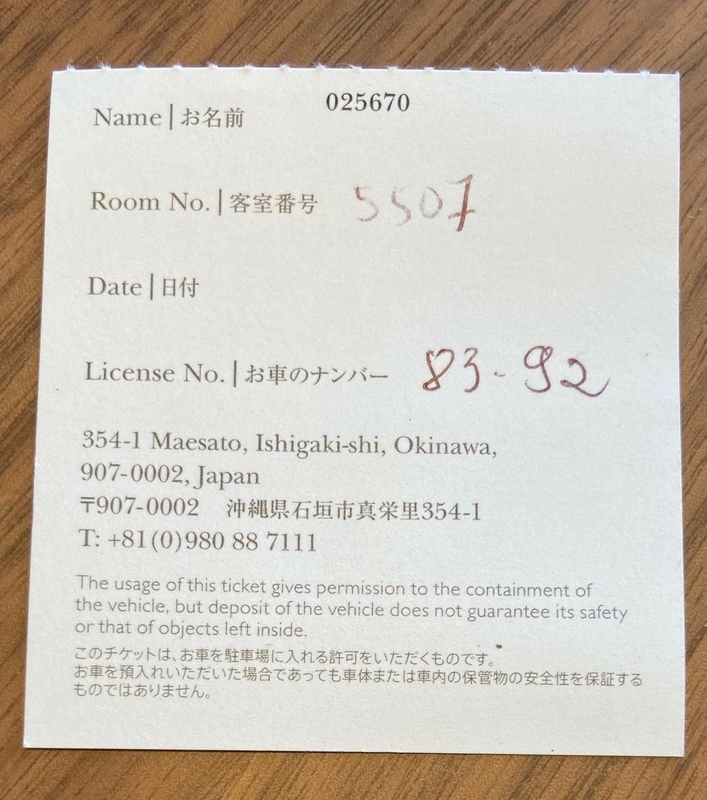 025670
Name | お名前
Room No. | 客室番号 5507
Date | 日付
License No. | お車のナンバー 83-92
354-1 Maesato, Ishigaki-shi, Okinawa,
907-0002, Japan
〒907-0002 沖縄県石垣市真栄里354-1
T: +81(0)980 88 7111
The usage of this ticket gives permission to the containment of
the vehicle, but deposit of the vehicle does not guarantee its safety
or that of objects left inside.
このチケットは、お車を駐車場に入れる許可をいただくものです。
お車を預入れいただいた場合であっても車体または車内の保管物の安全性を保証する
ものではありません。